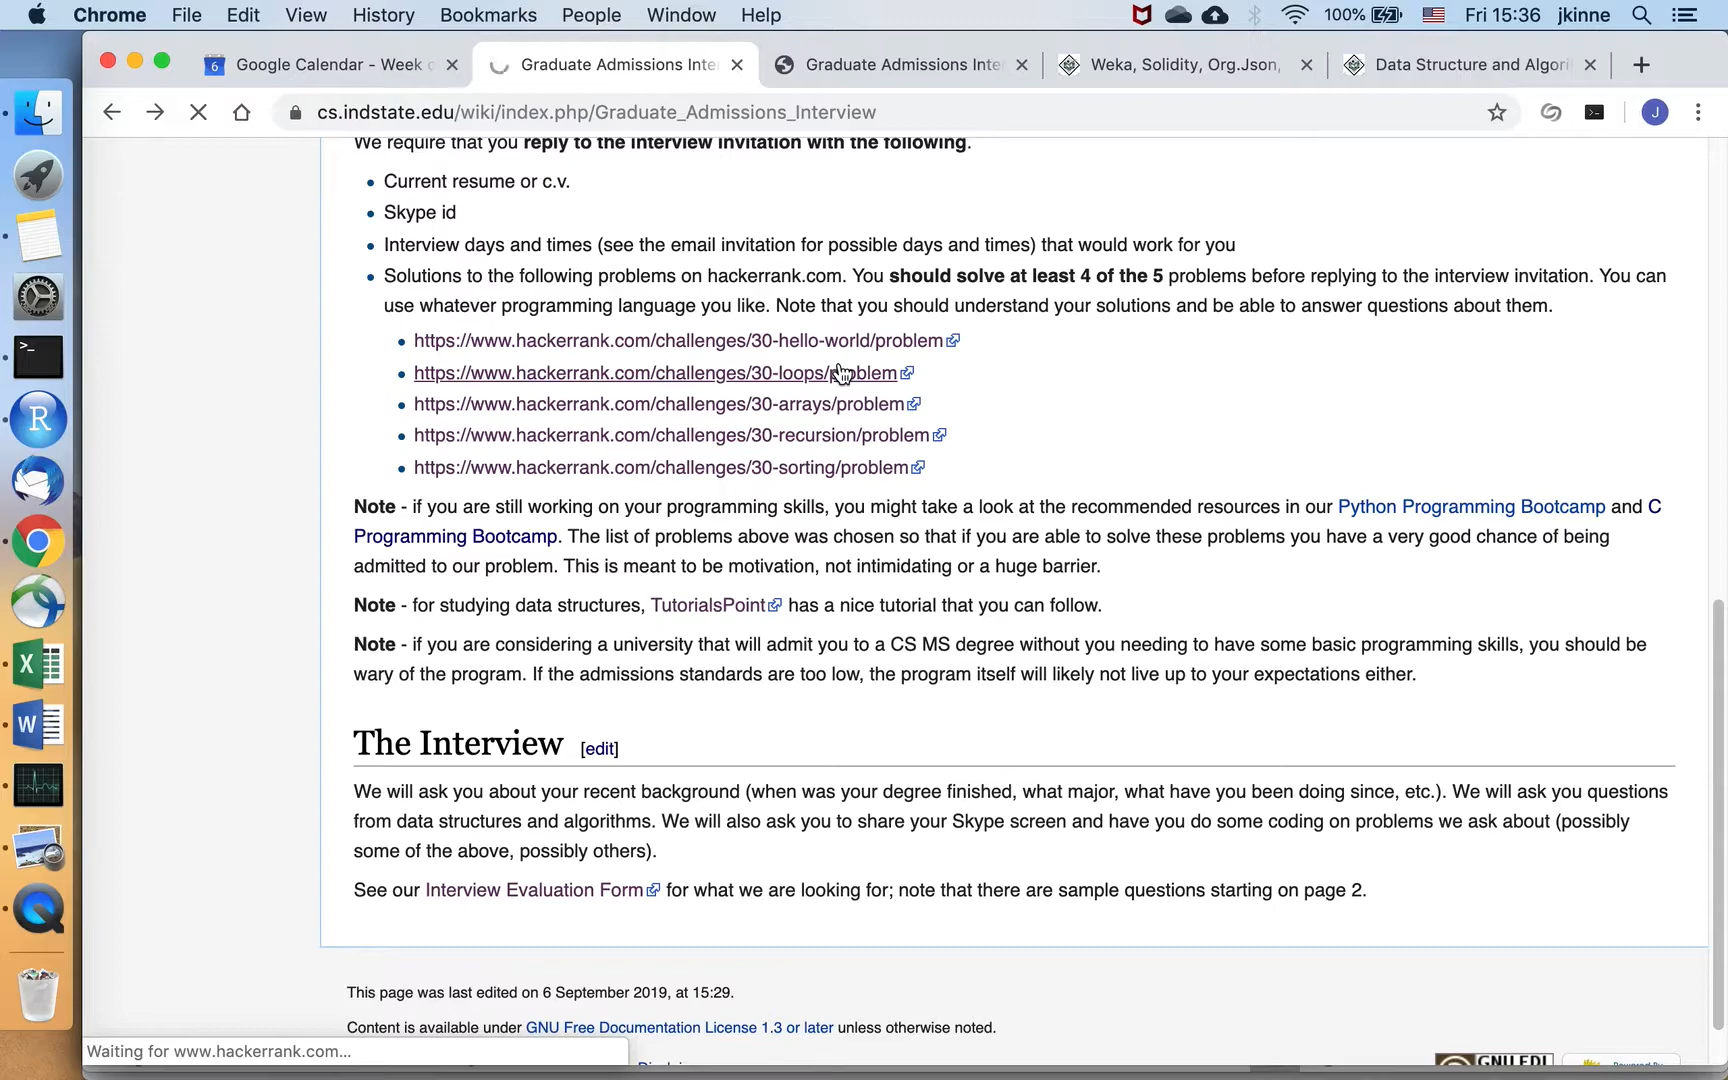 Chrome File Edit View History Bookmarks People Window Help 100% Fri 15:36 jkinne
6 Google Calendar - Week o Graduate Admissions Inte Graduate Admissions Inte Weka, Solidity, Org.Json, Data Structure and Algori
cs.indstate.edu/wiki/index.php/Graduate_Admissions_Interview J
We require that you reply to the interview invitation with the following.
Current resume or c.v.
Skype id
Interview days and times (see the email invitation for possible days and times) that would work for you
Solutions to the following problems on hackerrank.com. You should solve at least 4 of the 5 problems before replying to the interview invitation. You can
use whatever programming language you like. Note that you should understand your solutions and be able to answer questions about them.
https://www.hackerrank.com/challenges/30-hello-world/problem
https://www.hackerrank.com/challenges/30-loops/problem
https://www.hackerrank.com/challenges/30-arrays/problem
https://www.hackerrank.com/challenges/30-recursion/problem
https://www.hackerrank.com/challenges/30-sorting/problem
Note - if you are still working on your programming skills, you might take a look at the recommended resources in our Python Programming Bootcamp and C
Programming Bootcamp. The list of problems above was chosen so that if you are able to solve these problems you have a very good chance of being
admitted to our problem. This is meant to be motivation, not intimidating or a huge barrier.
Note - for studying data structures, TutorialsPoint has a nice tutorial that you can follow.
Note - if you are considering a university that will admit you to a CS MS degree without you needing to have some basic programming skills, you should be
wary of the program. If the admissions standards are too low, the program itself will likely not live up to your expectations either.
The Interview [edit]
We will ask you about your recent background (when was your degree finished, what major, what have you been doing since, etc.). We will ask you questions
from data structures and algorithms. We will also ask you to share your Skype screen and have you do some coding on problems we ask about (possibly
some of the above, possibly others).
See our Interview Evaluation Form for what we are looking for; note that there are sample questions starting on page 2.
This page was last edited on 6 September 2019, at 15:29.
Content is available under GNU Free Documentation License 1.3 or later unless otherwise noted.
Waiting for www.hackerrank.com...